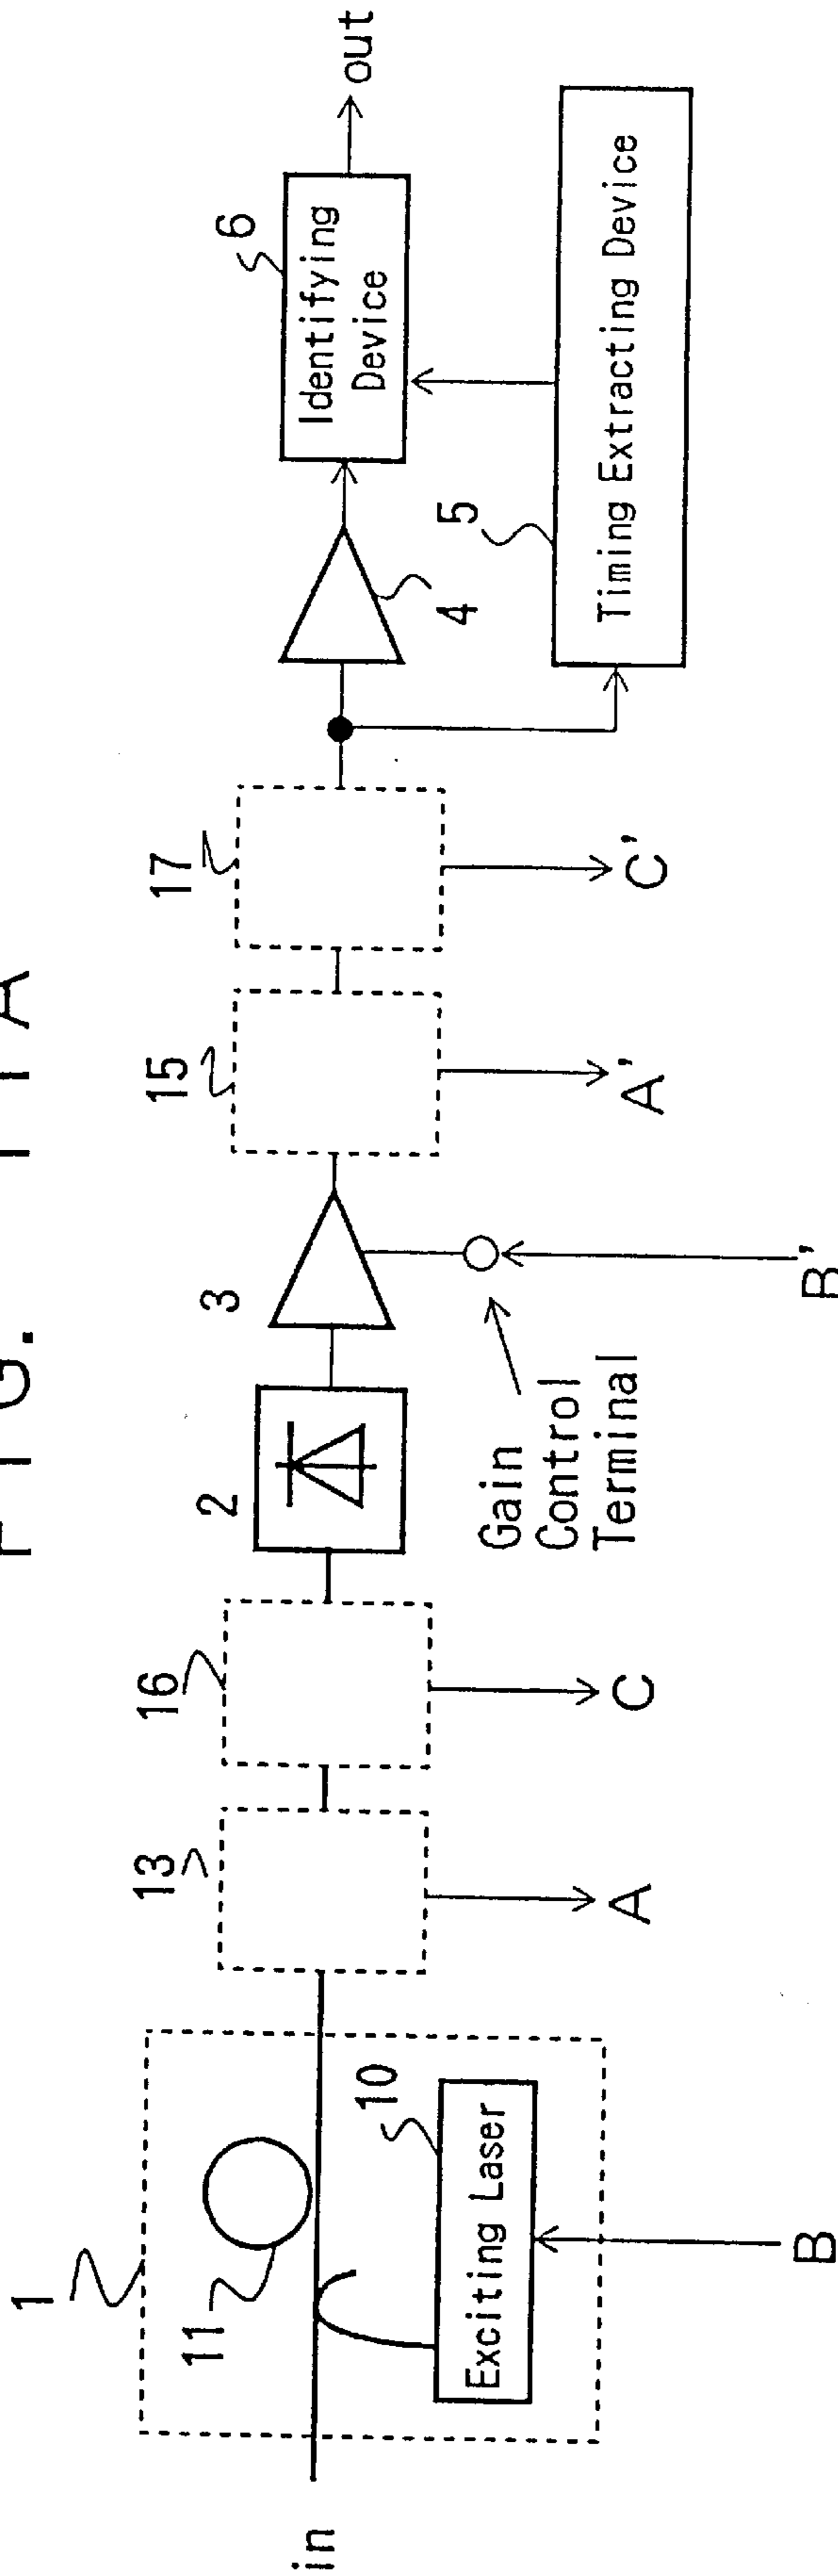 FIG. 11A
in
1
11
10
Exciting Laser
B
13
A
16
C
2
Gain
Control
Terminal
3
B'
15
A'
17
C'
4
5
Timing Extracting Device
6
Identifying
Device
out